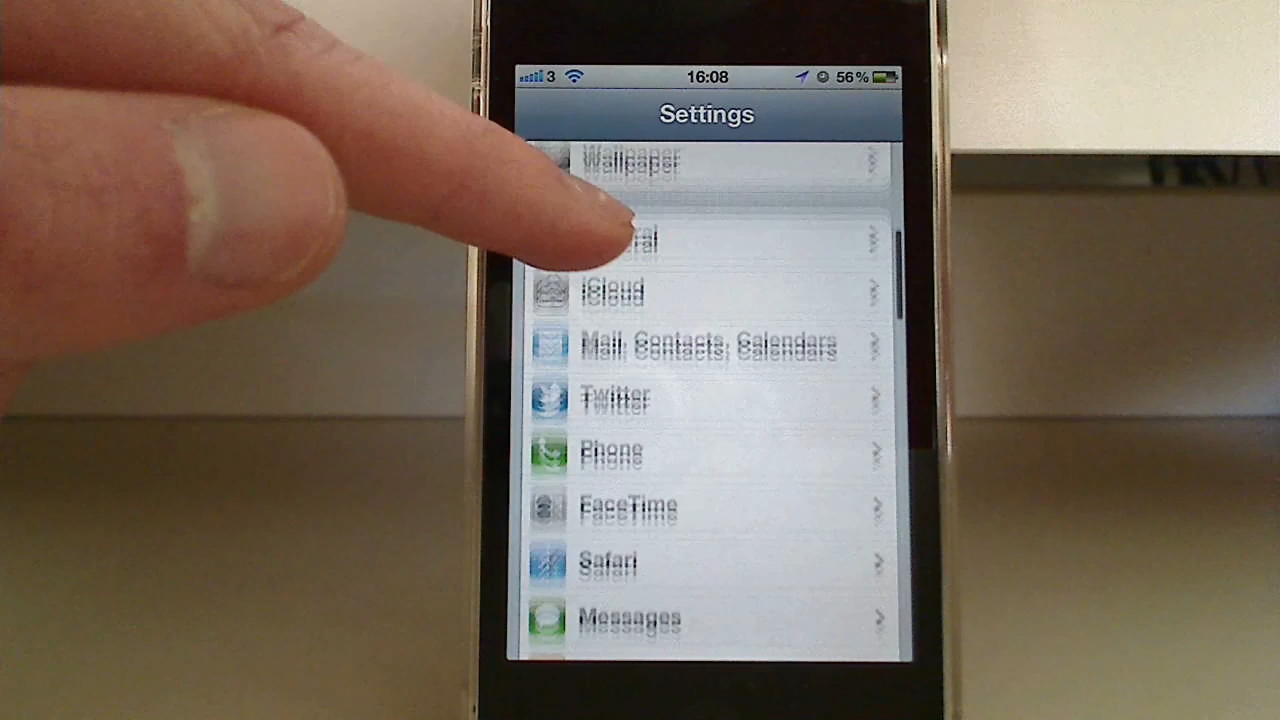 3 16:08 56%
Settings
Wallpaper
iCloud
Mail, Contacts, Calendars
Twitter
Phone
FaceTime
Safari
Messages